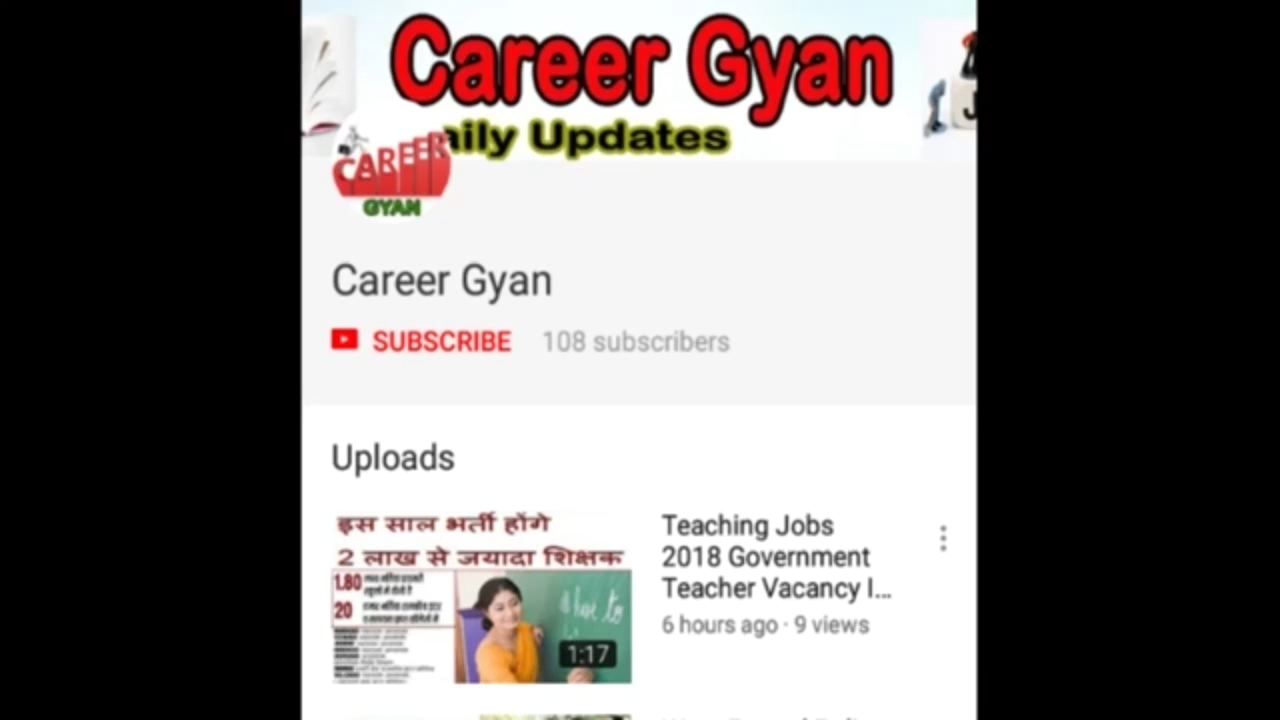 Career Gyan
aily Updates
CAREER
GYAN
Career Gyan
SUBSCRIBE 108 subscribers
Uploads
इस साल भर्ती होंगे
2 लाख से जयादा शिक्षक
1.80
20
1:17
Teaching Jobs
2018 Government
Teacher Vacancy I...
6 hours ago · 9 views